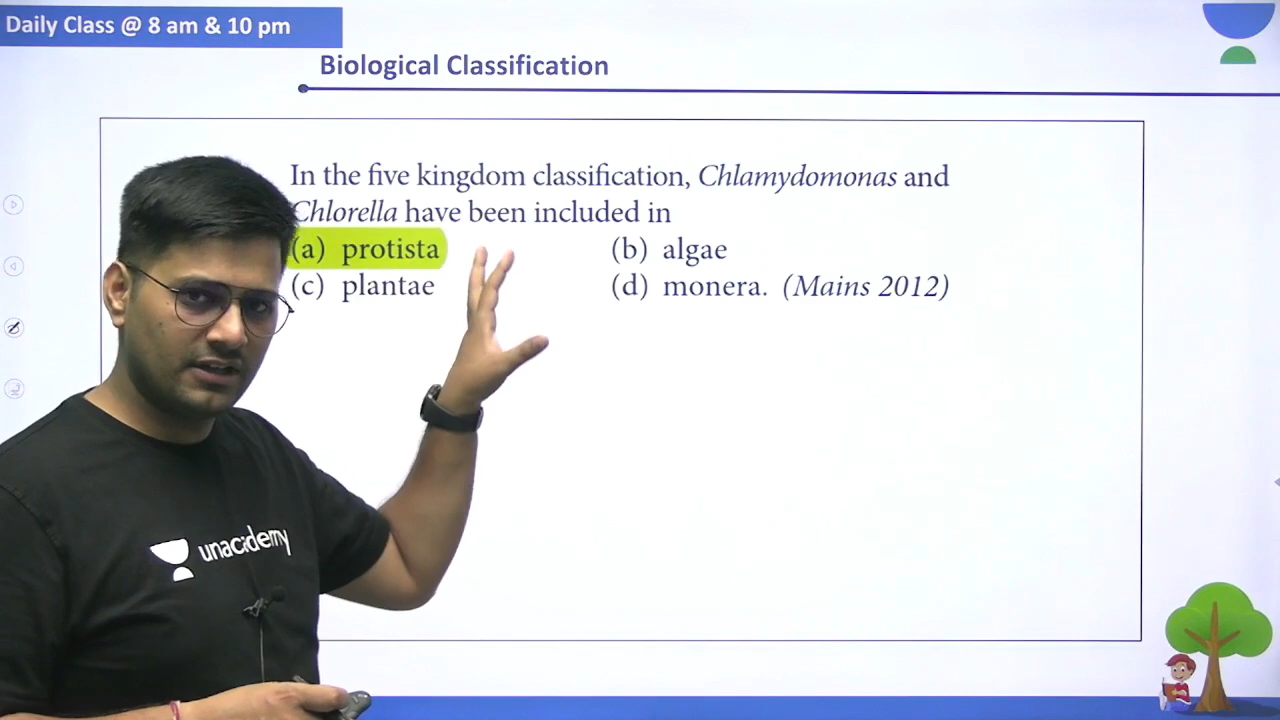 Daily Class @ 8 am & 10 pm
Biological Classification
In the five kingdom classification, Chlamydomonas and
Chlorella have been included in
(a) protista (b) algae
(c) plantae (d) monera. (Mains 2012)
unacademy